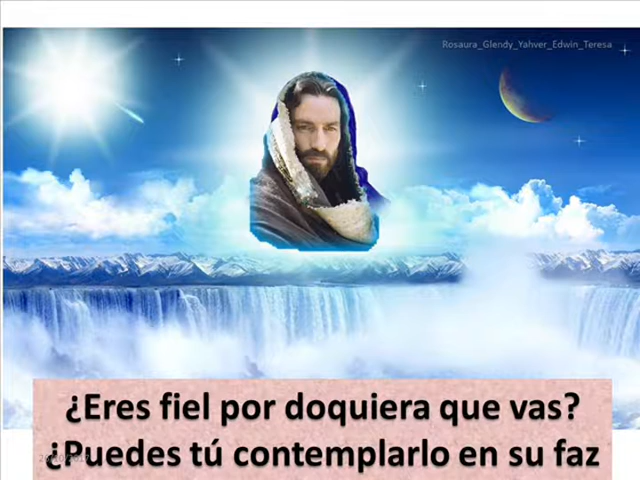 Rosaura_Glendy_Yahver_Edwin_Teresa
¿Eres fiel por doquiera que vas?
¿Puedes tú contemplarlo en su faz